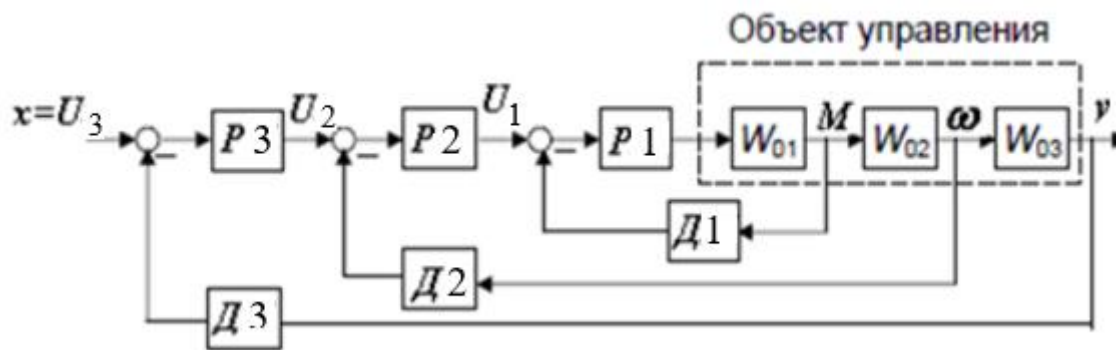 Объект управления
x=U3 P3 U2 P2 U1 P1 W01 M W02 ω W03 y
Д1
Д2
Д3